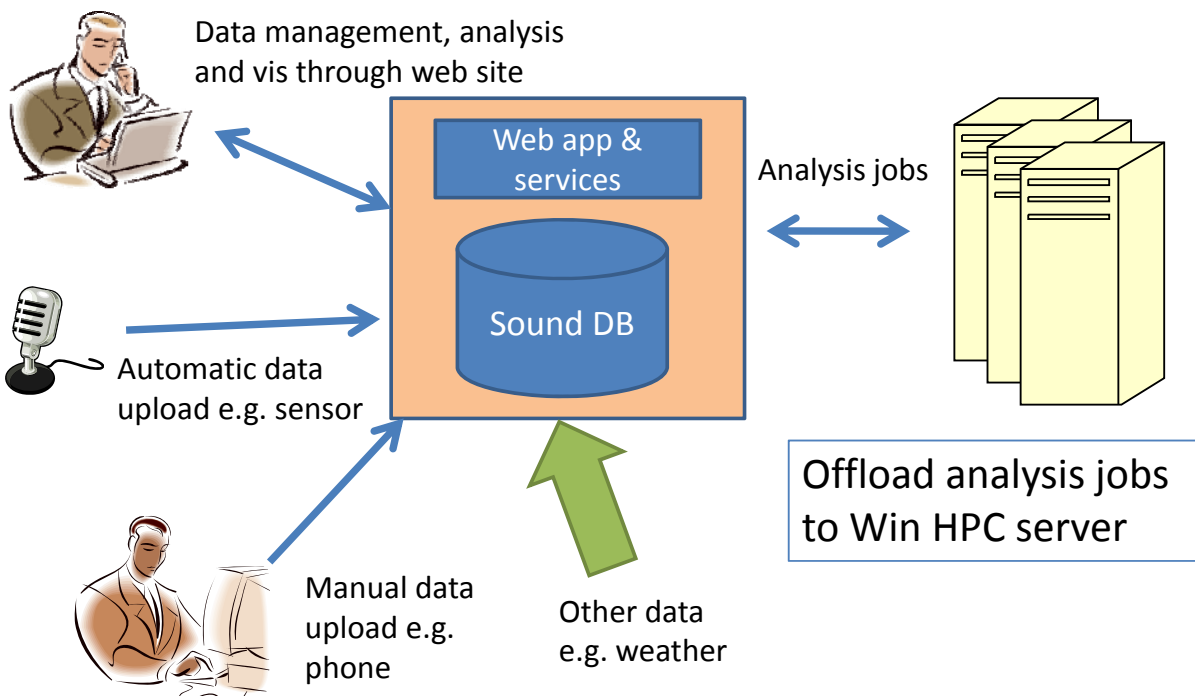 Data management, analysis
and vis through web site
Web app &
services
Analysis jobs
Sound DB
Automatic data
upload e.g. sensor
Offload analysis jobs
to Win HPC server
Manual data
upload e.g.
phone
Other data
e.g. weather